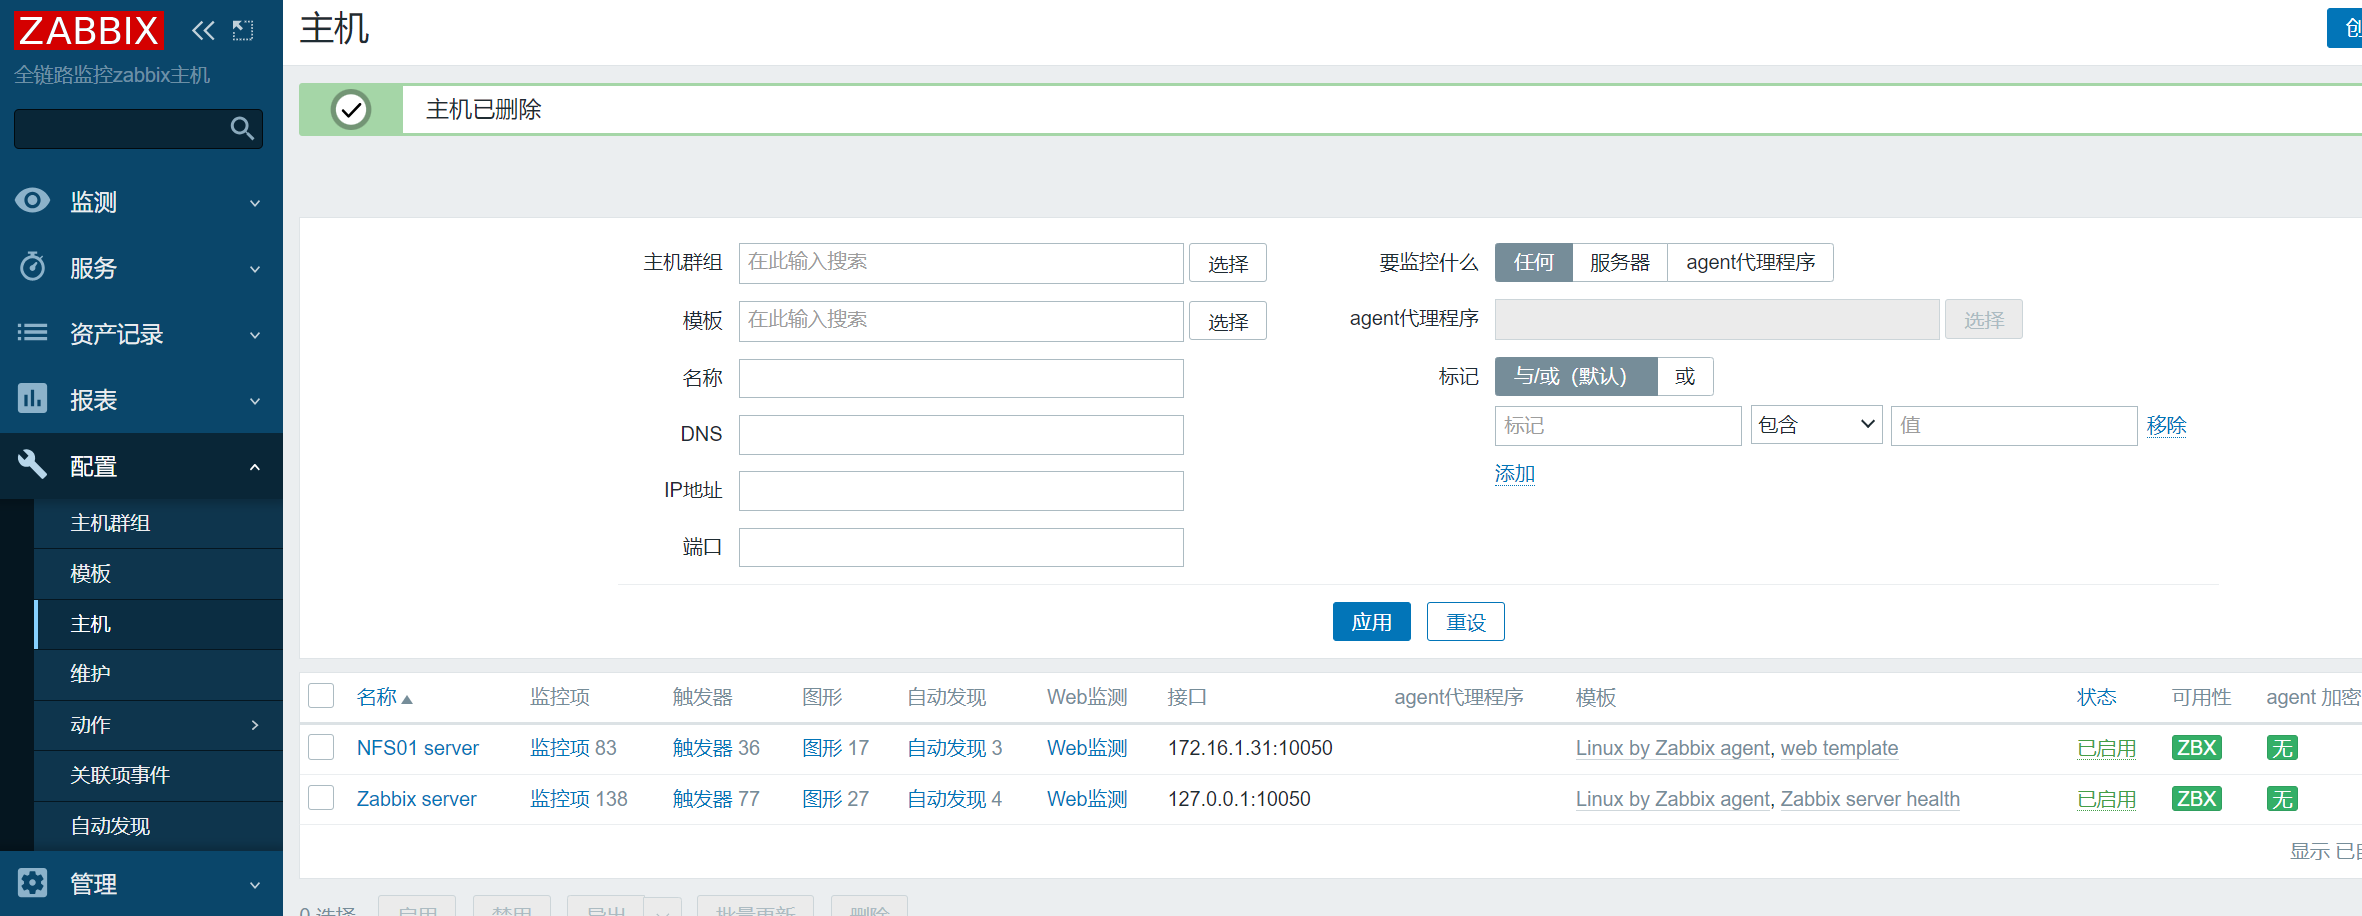 ZABBIX
全链路监控zabbix主机
监测
服务
资产记录
报表
配置
主机群组
模板
主机
维护
动作
关联项事件
自动发现
管理
主机
主机已删除
主机群组 在此输入搜索 选择
模板 在此输入搜索 选择
名称
DNS
IP地址
端口
要监控什么 任何 服务器 agent代理程序
agent代理程序 选择
标记 与/或（默认） 或
标记 包含 值 移除
添加
应用 重设
名称 监控项 触发器 图形 自动发现 Web监测 接口 agent代理程序 模板 状态 可用性 agent 加密
NFS01 server 监控项 83 触发器 36 图形 17 自动发现 3 Web监测 172.16.1.31:10050 Linux by Zabbix agent, web template 已启用 ZBX 无
Zabbix server 监控项 138 触发器 77 图形 27 自动发现 4 Web监测 127.0.0.1:10050 Linux by Zabbix agent, Zabbix server health 已启用 ZBX 无
显示 已
0 选择 启用 禁用 导出 批量更新 删除